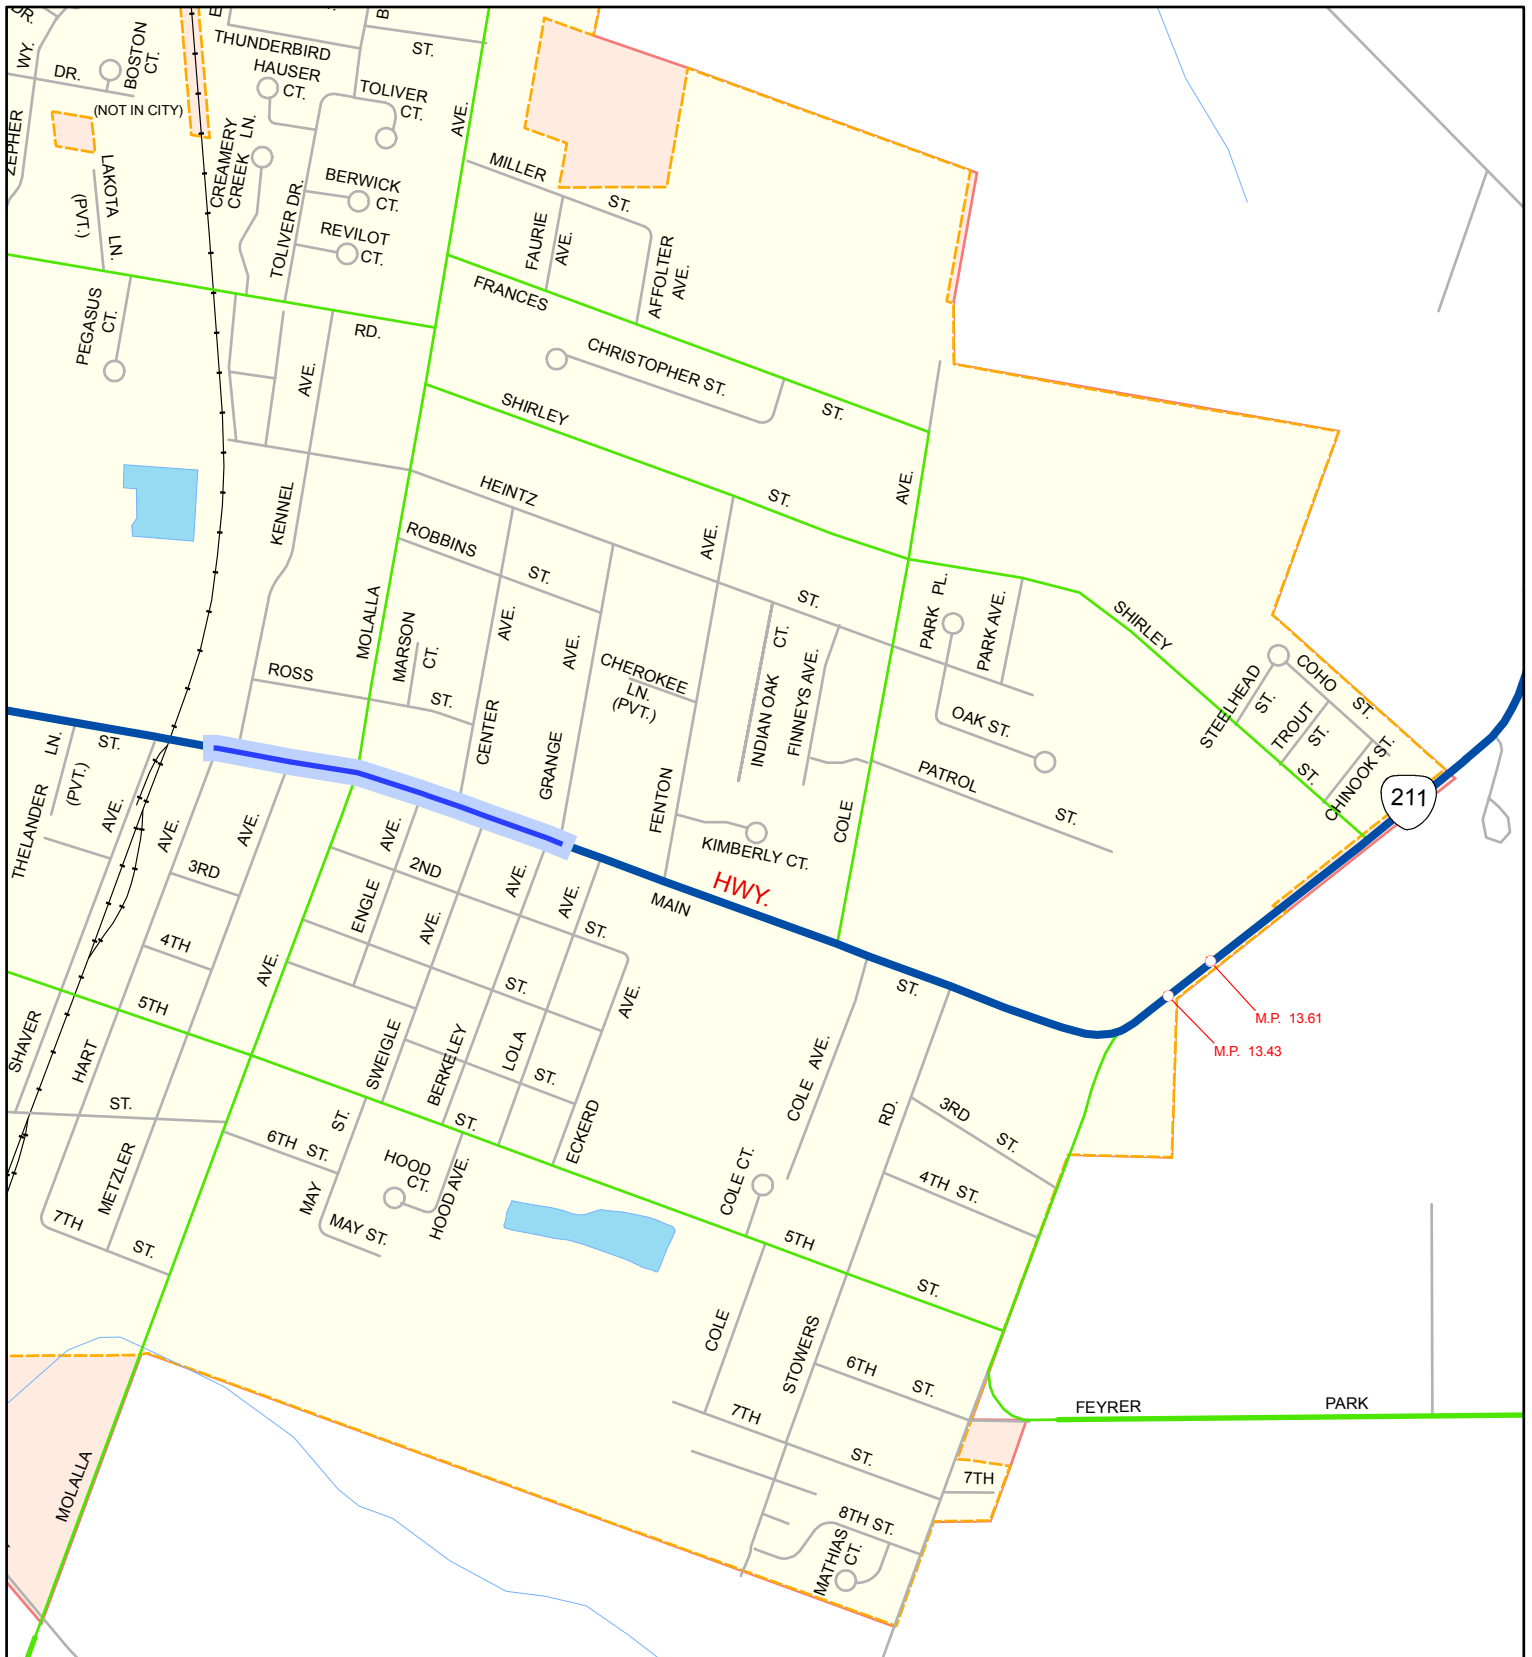 DR.
WY.
BOSTON
CT.
DR.
(NOT IN CITY)
ZEPHER
LAKOTA LN.
(PVT.)
THUNDERBIRD
ST.
HAUSER
CT.
TOLIVER
CT.
AVE.
CREAMERY
CREEK LN.
BERWICK
CT.
REVILOT
CT.
TOLIVER DR.
MILLER
ST.
FAURIE
AVE.
AFFOLTER
AVE.
FRANCES
ST.
PEGASUS
CT.
RD.
AVE.
CHRISTOPHER ST.
SHIRLEY
ST.
AVE.
HEINTZ
ST.
KENNEL
ROBBINS
ST.
AVE.
MOLALLA
MARSON
CT.
AVE.
AVE.
CHEROKEE
LN.
(PVT.)
INDIAN OAK CT.
FINNEYS AVE.
PARK PL.
PARK AVE.
SHIRLEY
ST.
OAK ST.
STEELHEAD
ST.
COHO
ST.
TROUT
ST.
CHINOOK ST.
211
ROSS
ST.
CENTER
GRANGE
FENTON
COLE
PATROL
ST.
KIMBERLY CT.
HWY.
MAIN
ST.
LN.
ST.
THELANDER
(PVT.)
AVE.
AVE.
AVE.
3RD
4TH
5TH
AVE.
AVE.
2ND
ST.
ENGLE
AVE.
AVE.
AVE.
ST.
AVE.
SHAVER
HART
SWEIGLE
BERKELEY
LOLA
ST.
ST.
ECKERD
M.P. 13.61
M.P. 13.43
COLE AVE.
RD.
3RD
ST.
4TH ST.
ST.
6TH ST.
ST.
MAY
MAY ST.
HOOD
CT.
HOOD AVE.
METZLER
7TH
ST.
COLE CT.
5TH
ST.
COLE
STOWERS
6TH
ST.
7TH
ST.
FEYRER
PARK
7TH
8TH ST.
MATHIAS
CT.
MOLALLA